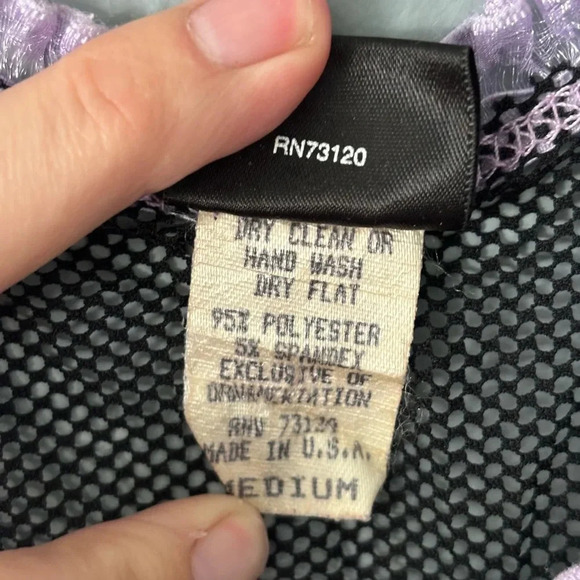 RN73120
DRY CLEAN OR
HAND WASH
DRY FLAT
95% POLYESTER
5% SPANDEX
EXCLUSIVE OF
ORNAMENTATION
MADE IN U.S.A.
MEDIUM